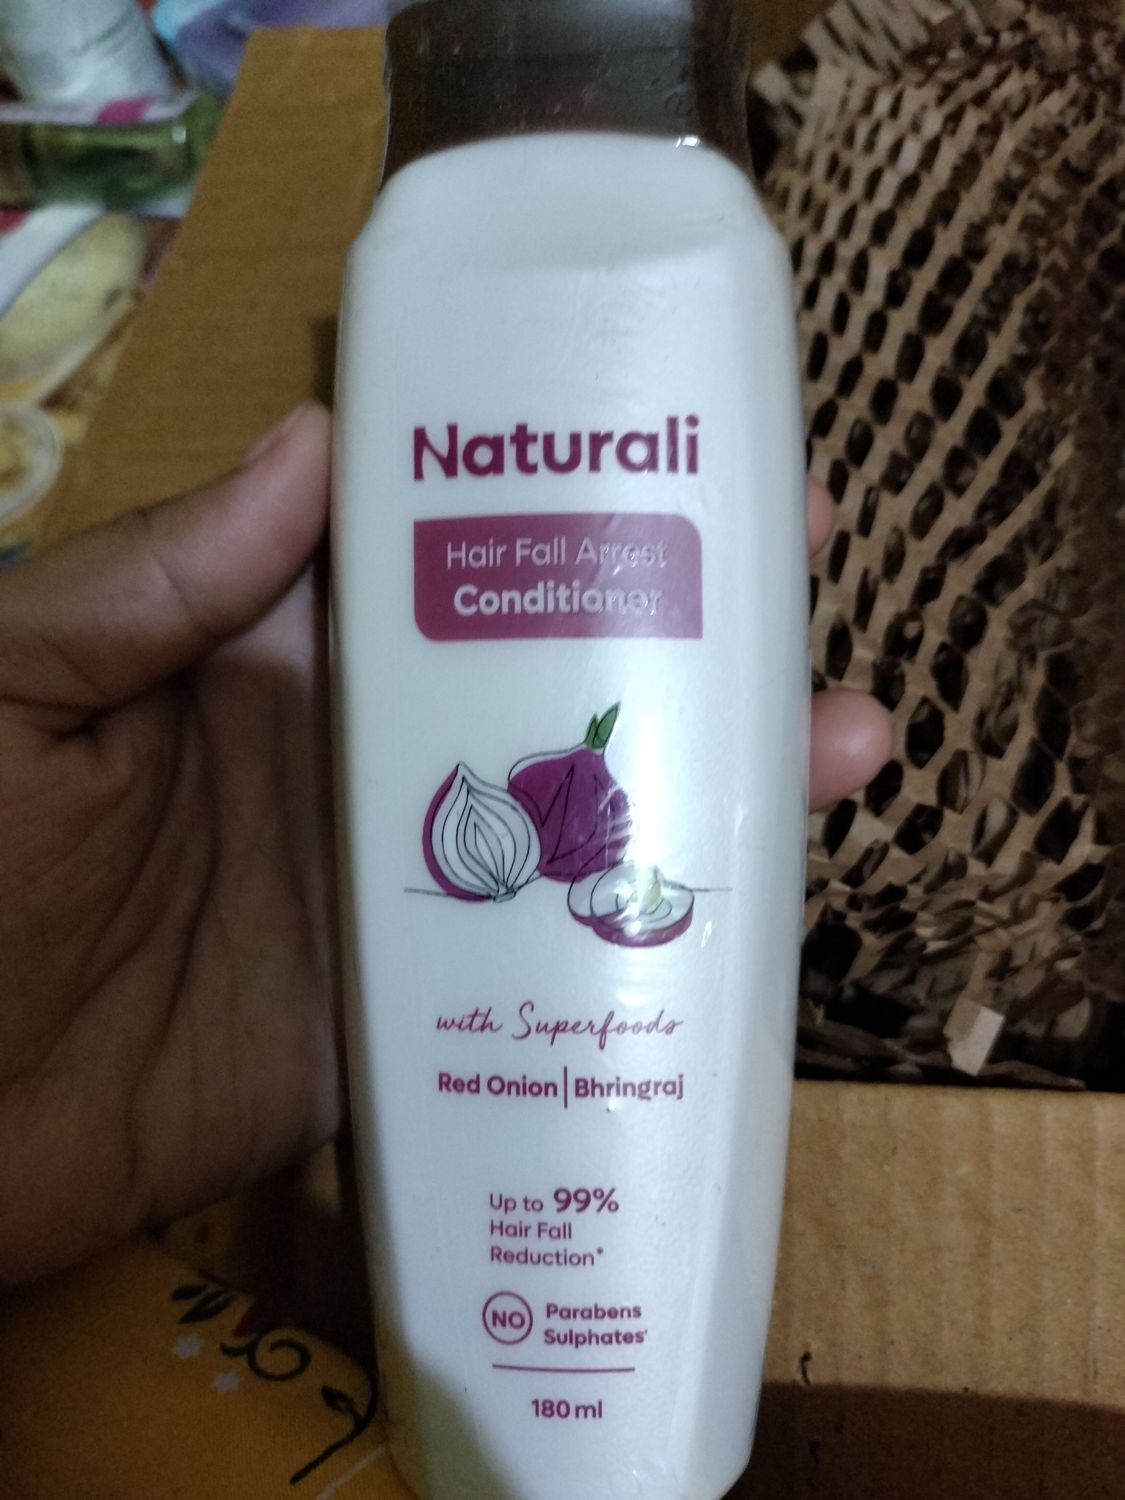 Naturali
Hair Fall Arrest
Conditioner
with Superfoods
Red Onion | Bhringraj
Up to 99%
Hair Fall
Reduction*
NO Parabens
Sulphates'
180 ml